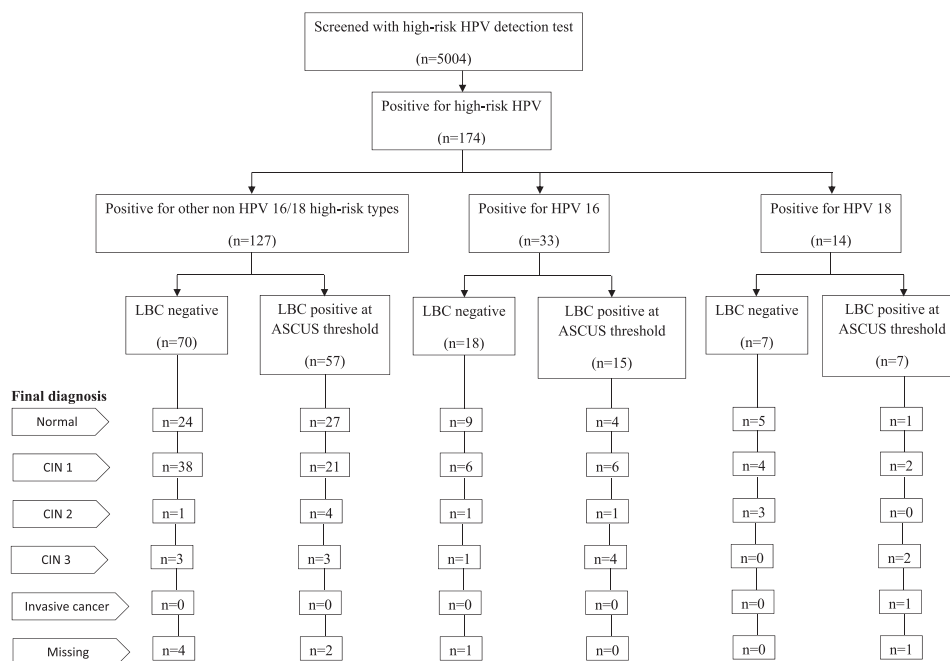 Screened with high-risk HPV detection test
(n=5004)
Positive for high-risk HPV
(n=174)
Positive for other non HPV 16/18 high-risk types
(n=127)
Positive for HPV 16
(n=33)
Positive for HPV 18
(n=14)
LBC negative
(n=70)
LBC positive at
ASCUS threshold
(n=57)
LBC negative
(n=18)
LBC positive at
ASCUS threshold
(n=15)
LBC negative
(n=7)
LBC positive at
ASCUS threshold
(n=7)
Final diagnosis
Normal n=24 n=27 n=9 n=4 n=5 n=1
CIN 1 n=38 n=21 n=6 n=6 n=4 n=2
CIN 2 n=1 n=4 n=1 n=1 n=3 n=0
CIN 3 n=3 n=3 n=1 n=4 n=0 n=2
Invasive cancer n=0 n=0 n=0 n=0 n=0 n=1
Missing n=4 n=2 n=1 n=0 n=0 n=1